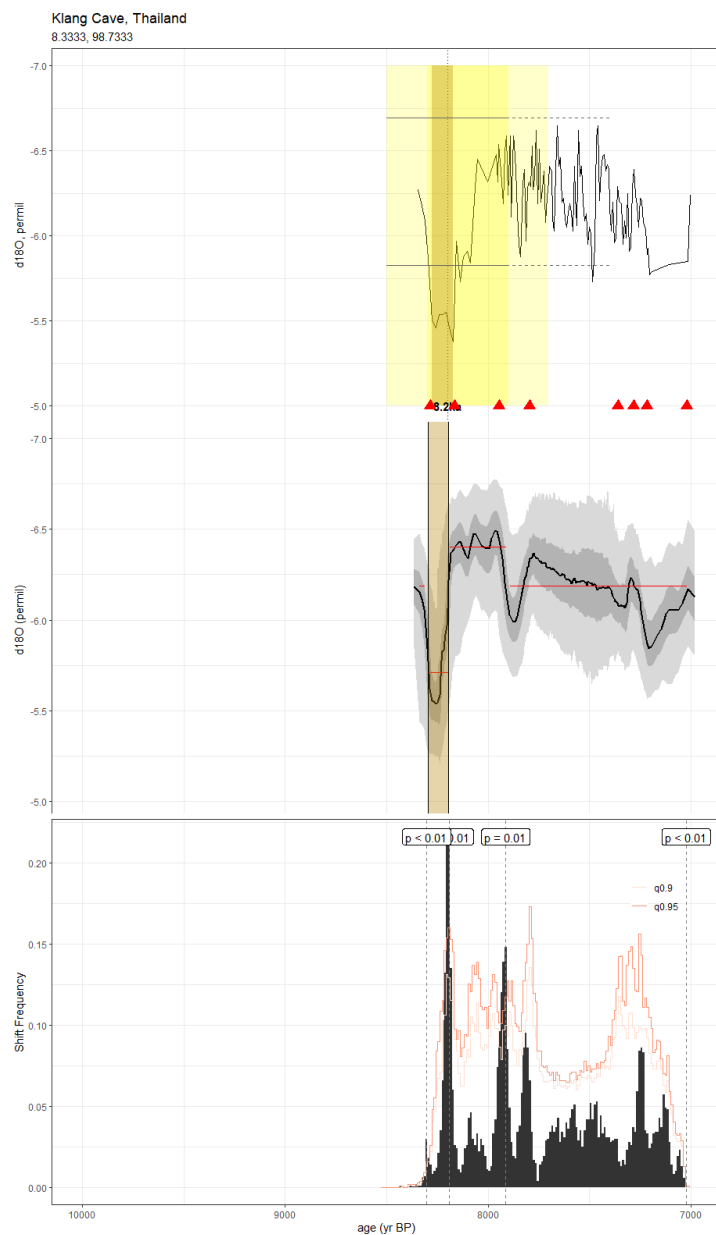 Klang Cave, Thailand
8.3333, 98.7333
-7.0
-6.5
-6.0
-5.5
-5.0
d18O, permil
8.2ka
-7.0
-6.5
-6.0
-5.5
-5.0
d18O (permil)
p < 0.01
0.01
p = 0.01
p < 0.01
q0.9
q0.95
0.20
0.15
0.10
0.05
0.00
Shift Frequency
10000
9000
8000
7000
age (yr BP)